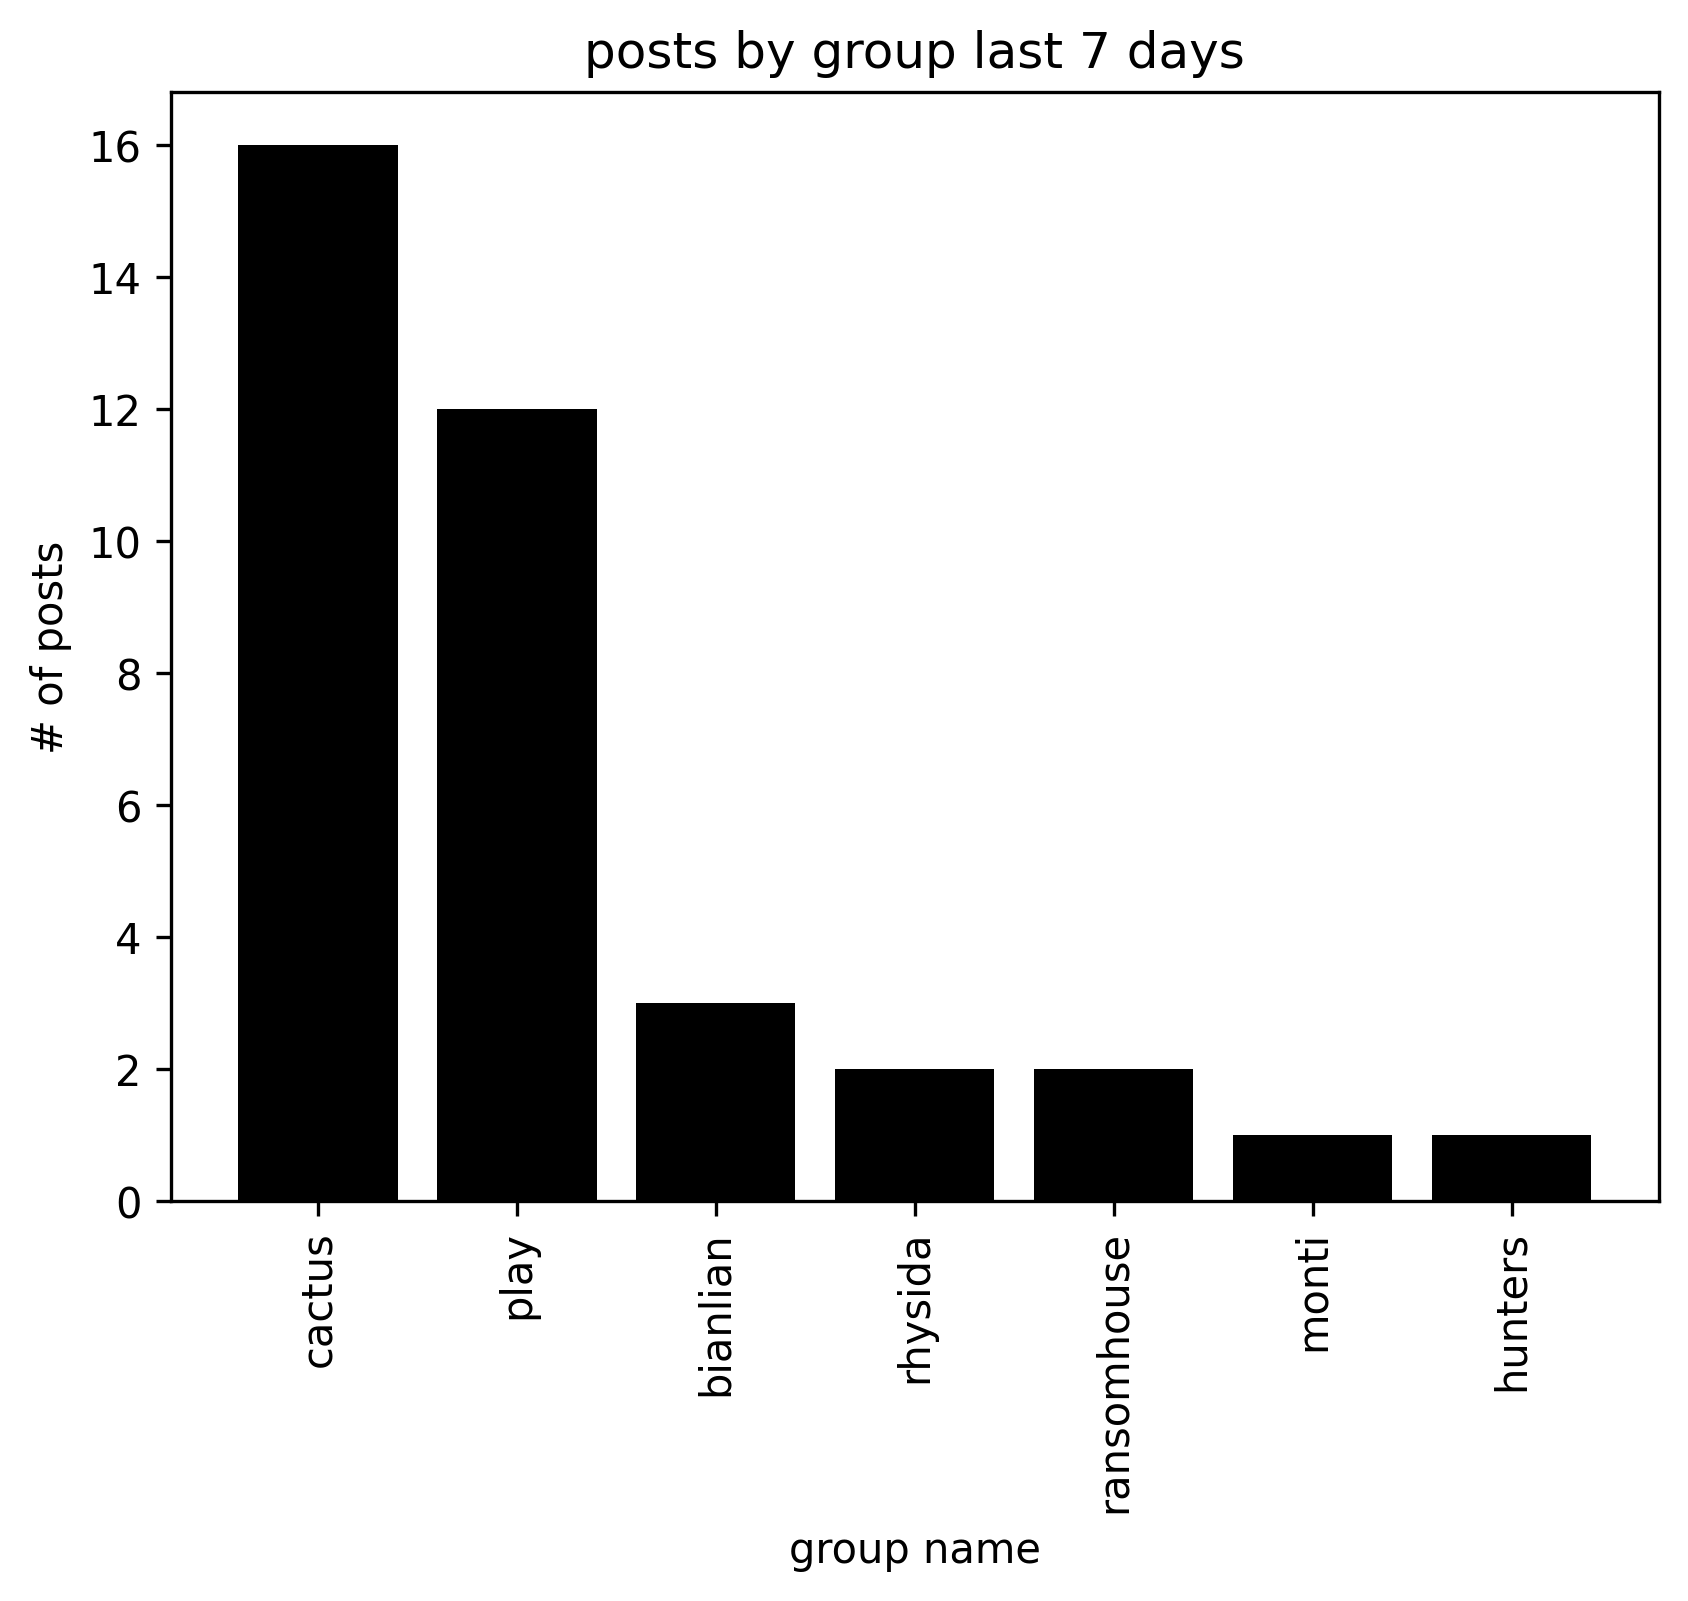 posts by group last 7 days
# of posts
16
14
12
10
8
6
4
2
0
cactus
play
bianlian
rhysida
ransomhouse
monti
hunters
group name